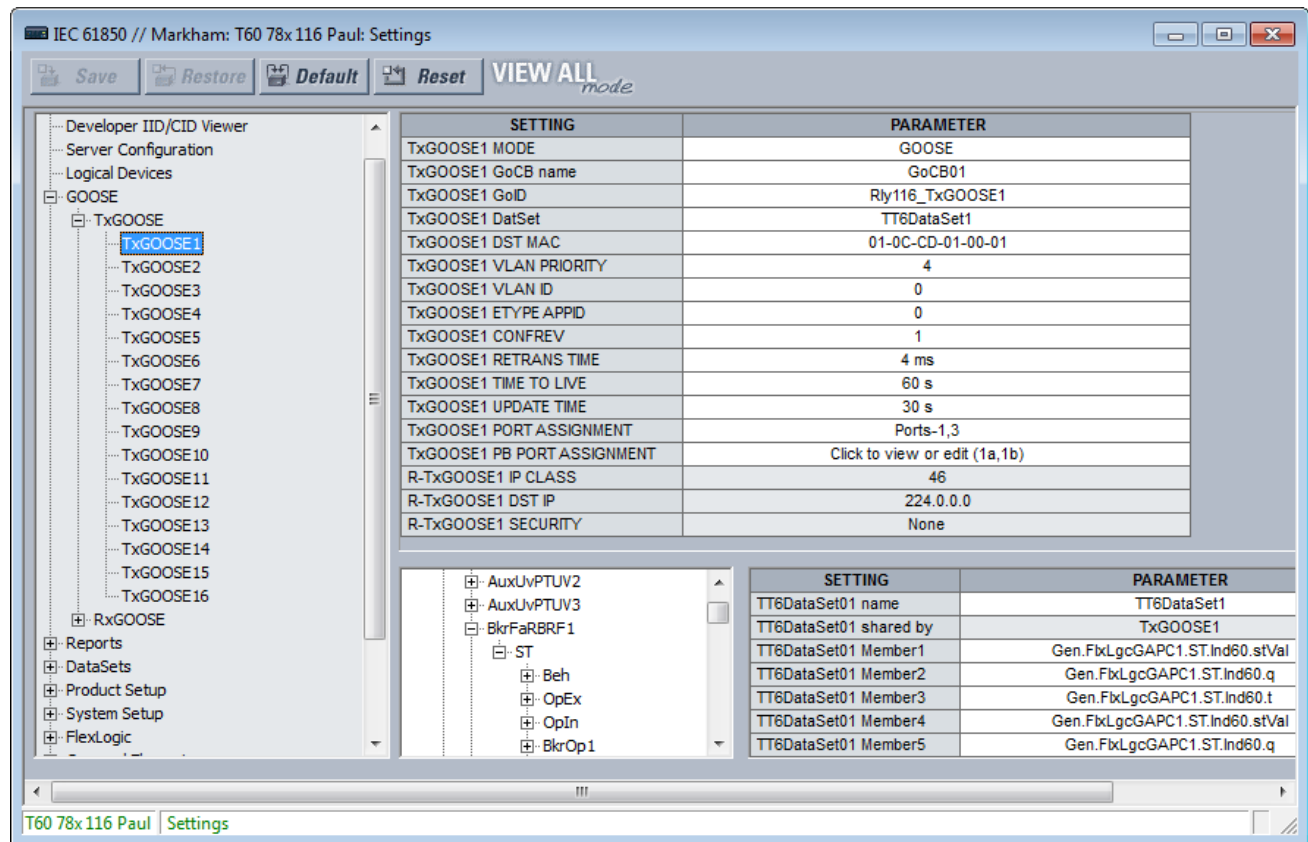 IEC 61850 // Markham: T60 78x 116 Paul: Settings
Save Restore Default Reset VIEW ALL mode
Developer IID/CID Viewer
Server Configuration
Logical Devices
GOOSE
TxGOOSE
TxGOOSE1
TxGOOSE2
TxGOOSE3
TxGOOSE4
TxGOOSE5
TxGOOSE6
TxGOOSE7
TxGOOSE8
TxGOOSE9
TxGOOSE10
TxGOOSE11
TxGOOSE12
TxGOOSE13
TxGOOSE14
TxGOOSE15
TxGOOSE16
RxGOOSE
Reports
DataSets
Product Setup
System Setup
FlexLogic
SETTING PARAMETER
TxGOOSE1 MODE GOOSE
TxGOOSE1 GoCB name GoCB01
TxGOOSE1 GoID Rly116_TxGOOSE1
TxGOOSE1 DatSet TT6DataSet1
TxGOOSE1 DST MAC 01-0C-CD-01-00-01
TxGOOSE1 VLAN PRIORITY 4
TxGOOSE1 VLAN ID 0
TxGOOSE1 ETYPE APPID 0
TxGOOSE1 CONFREV 1
TxGOOSE1 RETRANS TIME 4 ms
TxGOOSE1 TIME TO LIVE 60 s
TxGOOSE1 UPDATE TIME 30 s
TxGOOSE1 PORT ASSIGNMENT Ports-1,3
TxGOOSE1 PB PORT ASSIGNMENT Click to view or edit (1a,1b)
R-TxGOOSE1 IP CLASS 46
R-TxGOOSE1 DST IP 224.0.0.0
R-TxGOOSE1 SECURITY None
AuxUvPTUV2
AuxUvPTUV3
BkrFaRBRF1
ST
Beh
OpEx
OpIn
BkrOp1
SETTING PARAMETER
TT6DataSet01 name TT6DataSet1
TT6DataSet01 shared by TxGOOSE1
TT6DataSet01 Member1 Gen.FlxLgcGAPC1.ST.Ind60.stVal
TT6DataSet01 Member2 Gen.FlxLgcGAPC1.ST.Ind60.q
TT6DataSet01 Member3 Gen.FlxLgcGAPC1.ST.Ind60.t
TT6DataSet01 Member4 Gen.FlxLgcGAPC1.ST.Ind60.stVal
TT6DataSet01 Member5 Gen.FlxLgcGAPC1.ST.Ind60.q
T60 78x 116 Paul Settings